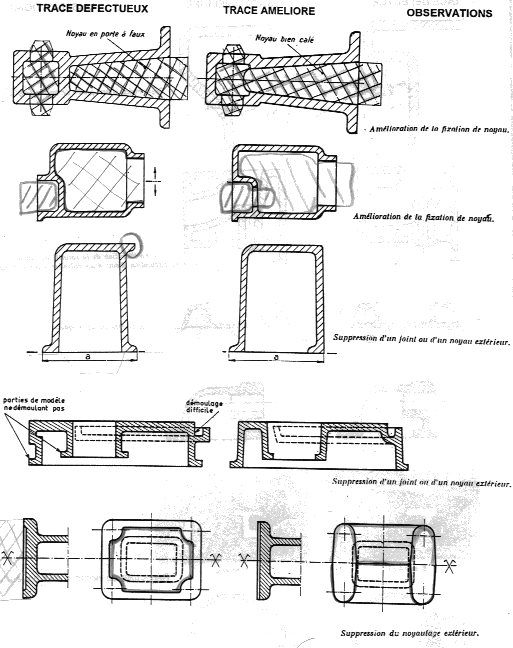 TRACE DEFECTUEUX
TRACE AMELIORE
OBSERVATIONS
Noyau en porte à faux
Noyau bien calé
- Amélioration de la fixation de noyau.
Amélioration de la fixation de noyau.
Suppression d'un joint ou d'un noyau extérieur.
a
a
parties de modèle
ne démoulant pas
démoulage
difficile
Suppression d'un joint ou d'un noyau extérieur.
Suppression du noyautage extérieur.